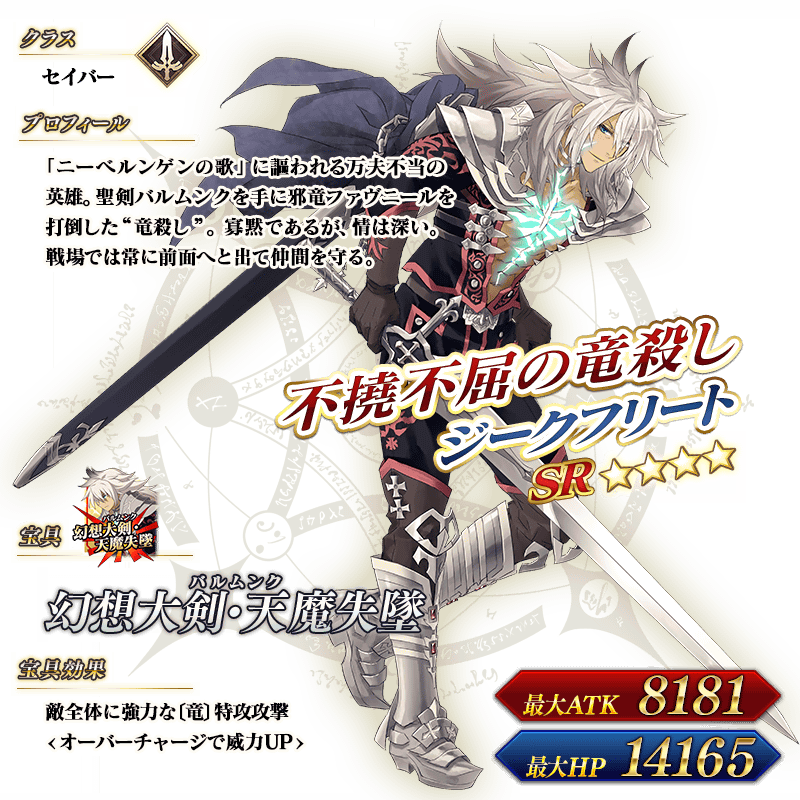 クラス
セイバー
プロフィール
「ニーベルンゲンの歌」に謳われる万夫不当の
英雄。聖剣バルムンクを手に邪竜ファヴニールを
打倒した“竜殺し”。寡黙であるが、情は深い。
戦場では常に前面へと出て仲間を守る。
不撓不屈の竜殺し
ジークフリート
SR
宝具
バルムンク
幻想大剣・
天魔失墜
バルムンク
幻想大剣・天魔失墜
宝具効果
敵全体に強力な〔竜〕特攻攻撃
<オーバーチャージで威力UP>
最大ATK 8181
最大HP 14165